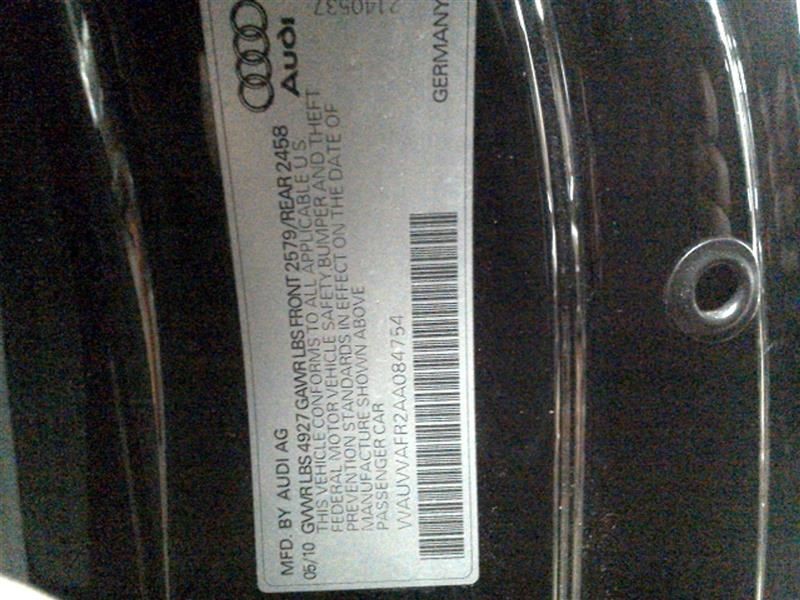 MFD. BY AUDI AG
Audi
05/10 GVWR LBS 4927 GAWR LBS FRONT 2579/REAR 2458
THIS VEHICLE CONFORMS TO ALL APPLICABLE U S
FEDERAL MOTOR VEHICLE SAFETY BUMPER AND THEFT
PREVENTION STANDARDS IN EFFECT ON THE DATE OF
MANUFACTURE SHOWN ABOVE
PASSENGER CAR
2140537
WAUVVAFR2AA084754
GERMANY